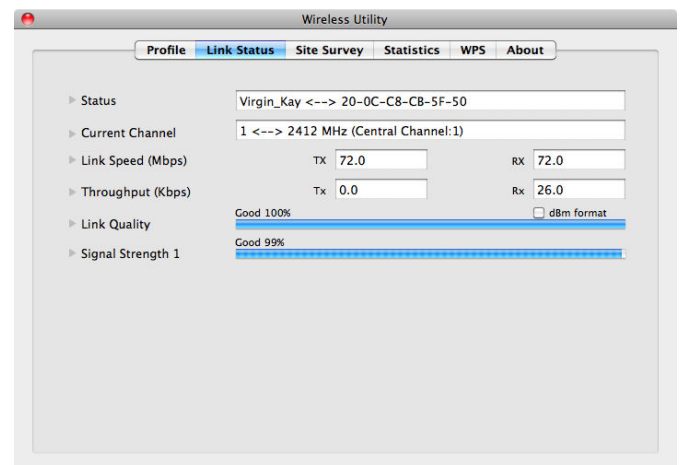 Wireless Utility
Profile Link Status Site Survey Statistics WPS About
Status Virgin_Kay <--> 20-0C-C8-CB-5F-50
Current Channel 1 <--> 2412 MHz (Central Channel:1)
Link Speed (Mbps) TX 72.0 RX 72.0
Throughput (Kbps) Tx 0.0 Rx 26.0
Good 100% dBm format
Link Quality
Good 99%
Signal Strength 1